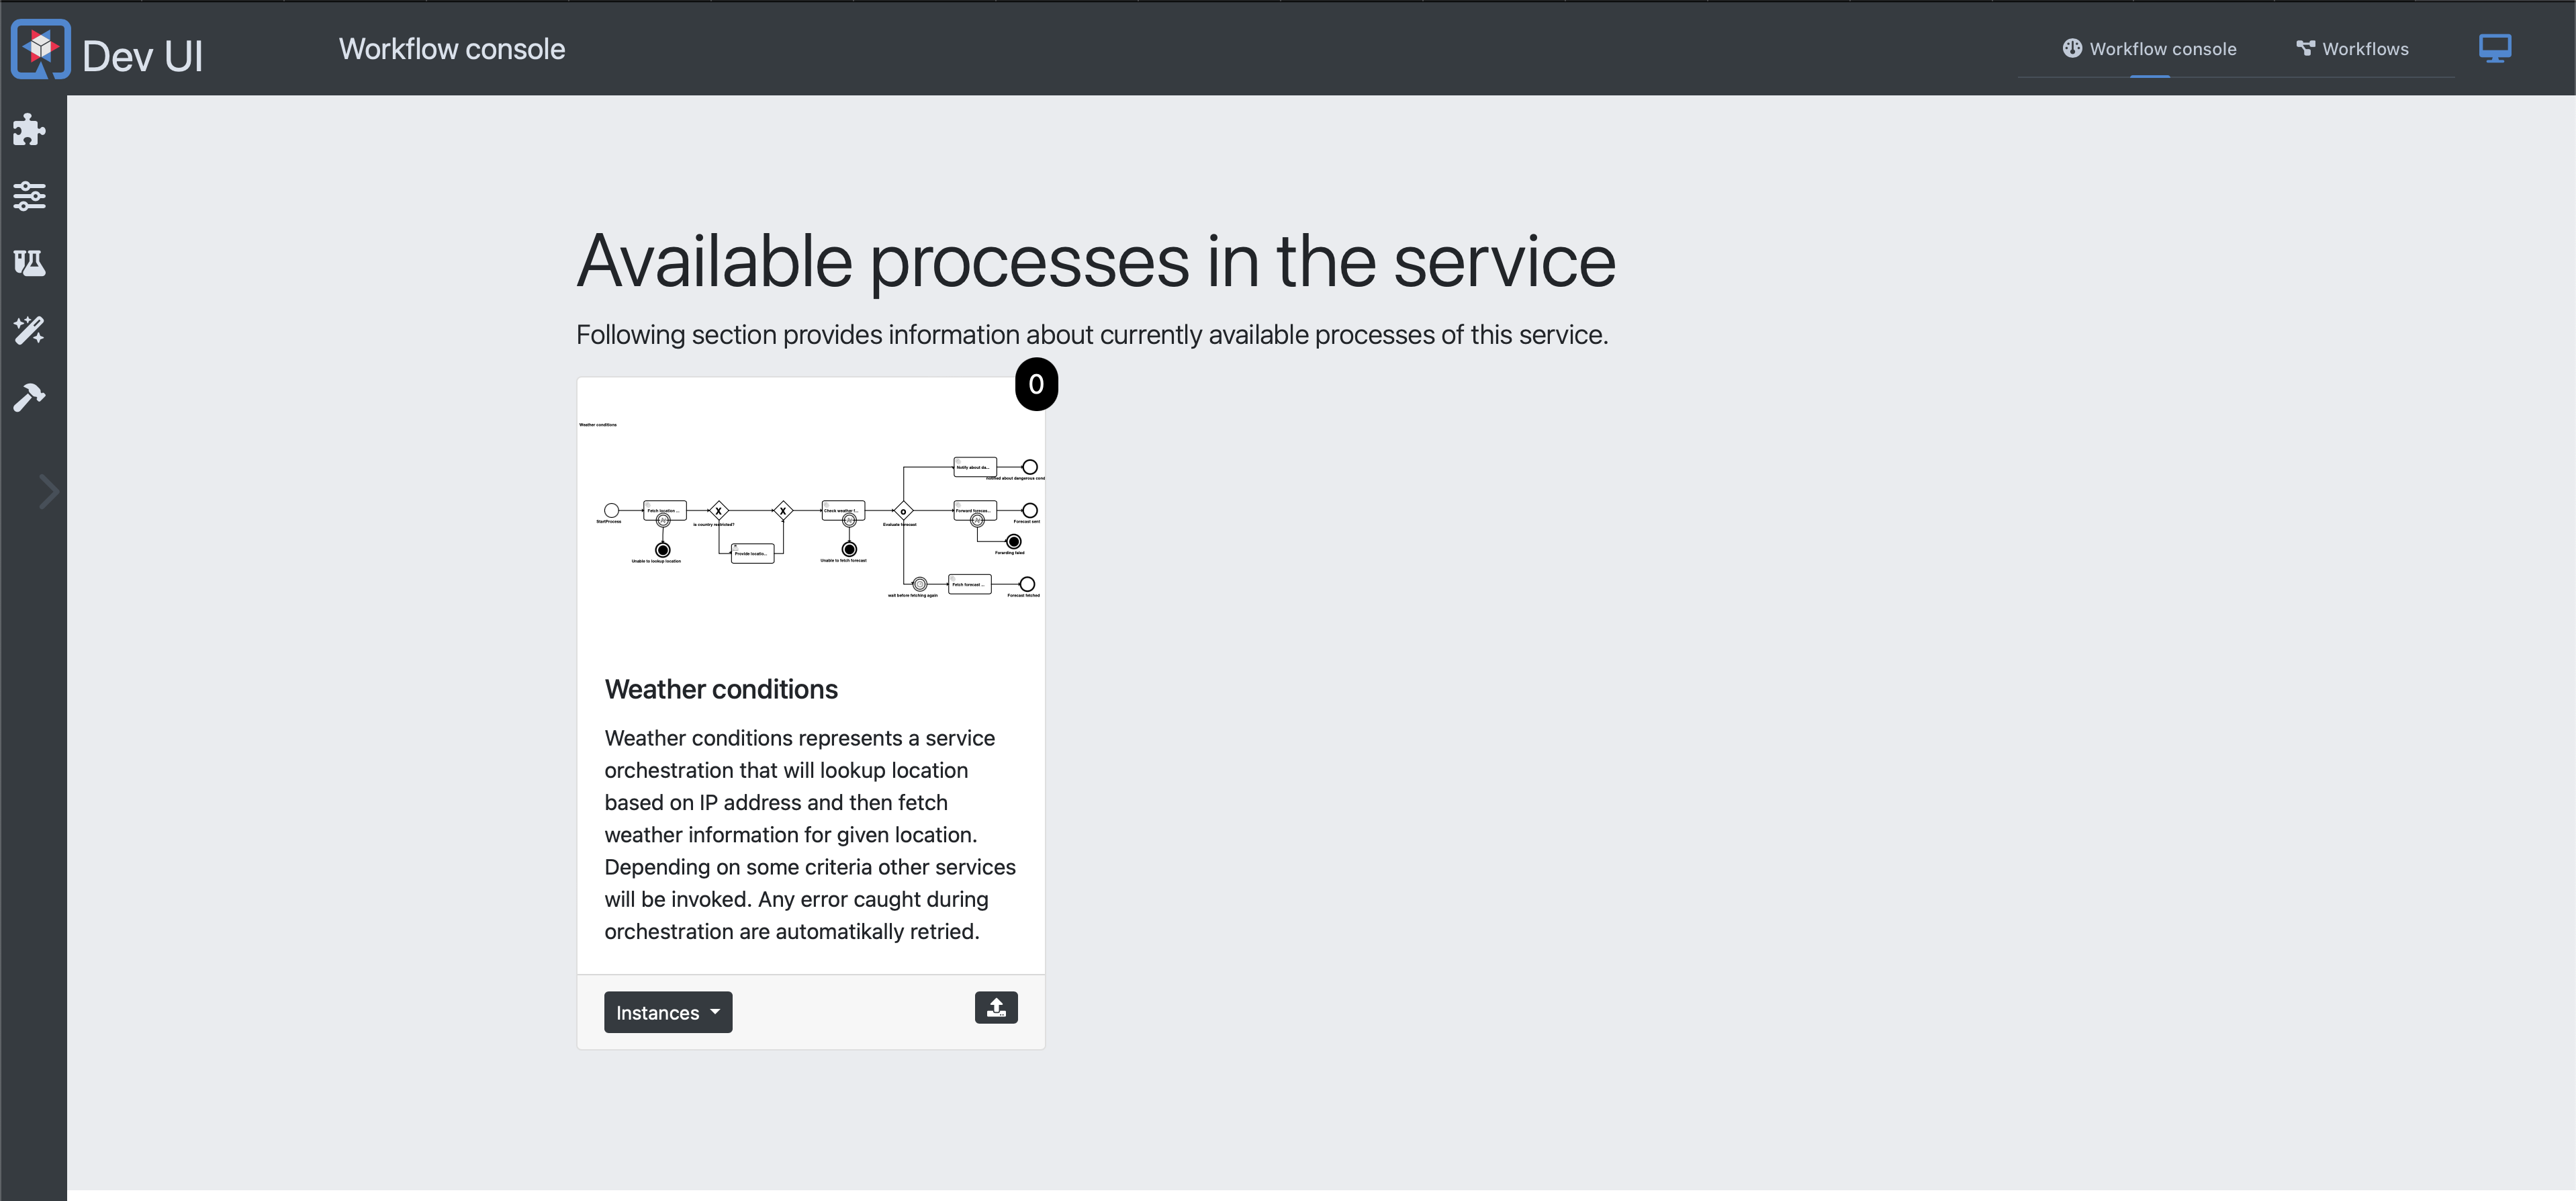 Dev UI
Workflow console
Workflow console
Workflows
Available processes in the service
Following section provides information about currently available processes of this service.
0
Weather conditions
Notify about da...
notified about dangerous cond
StartProcess
Fetch location ...
X
is country restricted?
X
Check weather f...
Evaluate forecast
Forward forecas...
Forecast sent
Unable to lookup location
Provide locatio...
Unable to fetch forecast
Forwarding failed
wait before fetching again
Fetch forecast ...
Forecast fetched
Weather conditions
Weather conditions represents a service
orchestration that will lookup location
based on IP address and then fetch
weather information for given location.
Depending on some criteria other services
will be invoked. Any error caught during
orchestration are automatikally retried.
Instances